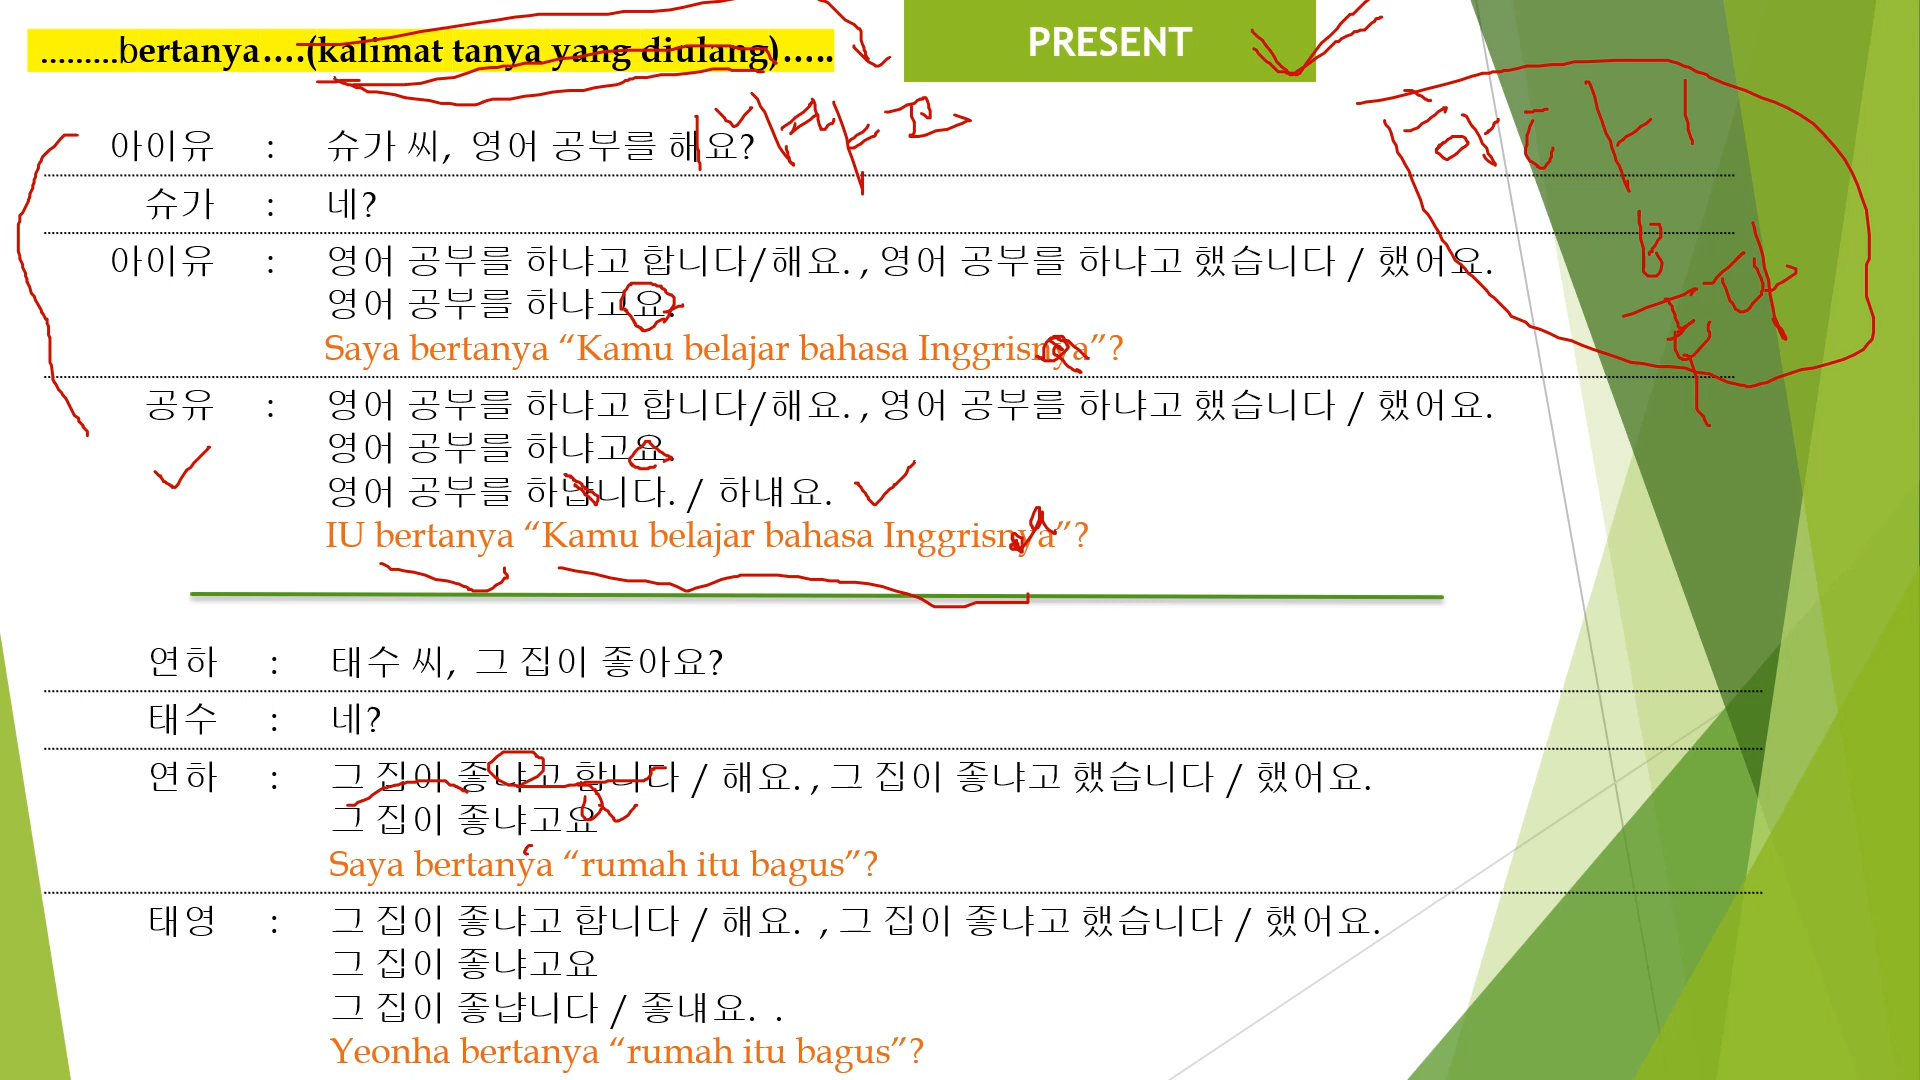 .........bertanya....(kalimat tanya yang diulang).....
PRESENT
아이유 : 슈가 씨, 영어 공부를 해요?
슈가 : 네?
아이유 : 영어 공부를 하냐고 합니다/해요. , 영어 공부를 하냐고 했습니다 / 했어요.
영어 공부를 하냐고요.
Saya bertanya “Kamu belajar bahasa Inggrisnya”?
공유 : 영어 공부를 하냐고 합니다/해요. , 영어 공부를 하냐고 했습니다 / 했어요.
영어 공부를 하냐고요.
영어 공부를 하냡니다. / 하냬요.
IU bertanya “Kamu belajar bahasa Inggrisnya”?
연하 : 태수 씨, 그 집이 좋아요?
태수 : 네?
연하 : 그 집이 좋냐고 합니다 / 해요. , 그 집이 좋냐고 했습니다 / 했어요.
그 집이 좋냐고요
Saya bertanya “rumah itu bagus”?
태영 : 그 집이 좋냐고 합니다 / 해요. , 그 집이 좋냐고 했습니다 / 했어요.
그 집이 좋냐고요
그 집이 좋냡니다 / 좋냬요. .
Yeonha bertanya “rumah itu bagus”?